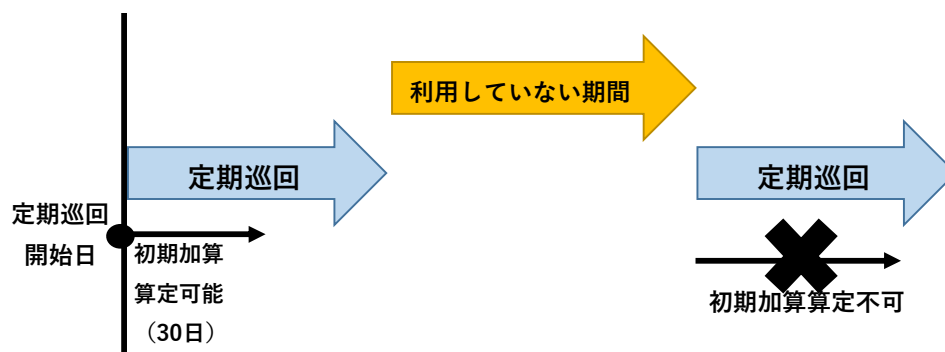 利用していない期間
定期巡回
定期巡回
定期巡回
開始日
初期加算
算定可能
（30日）
初期加算算定不可